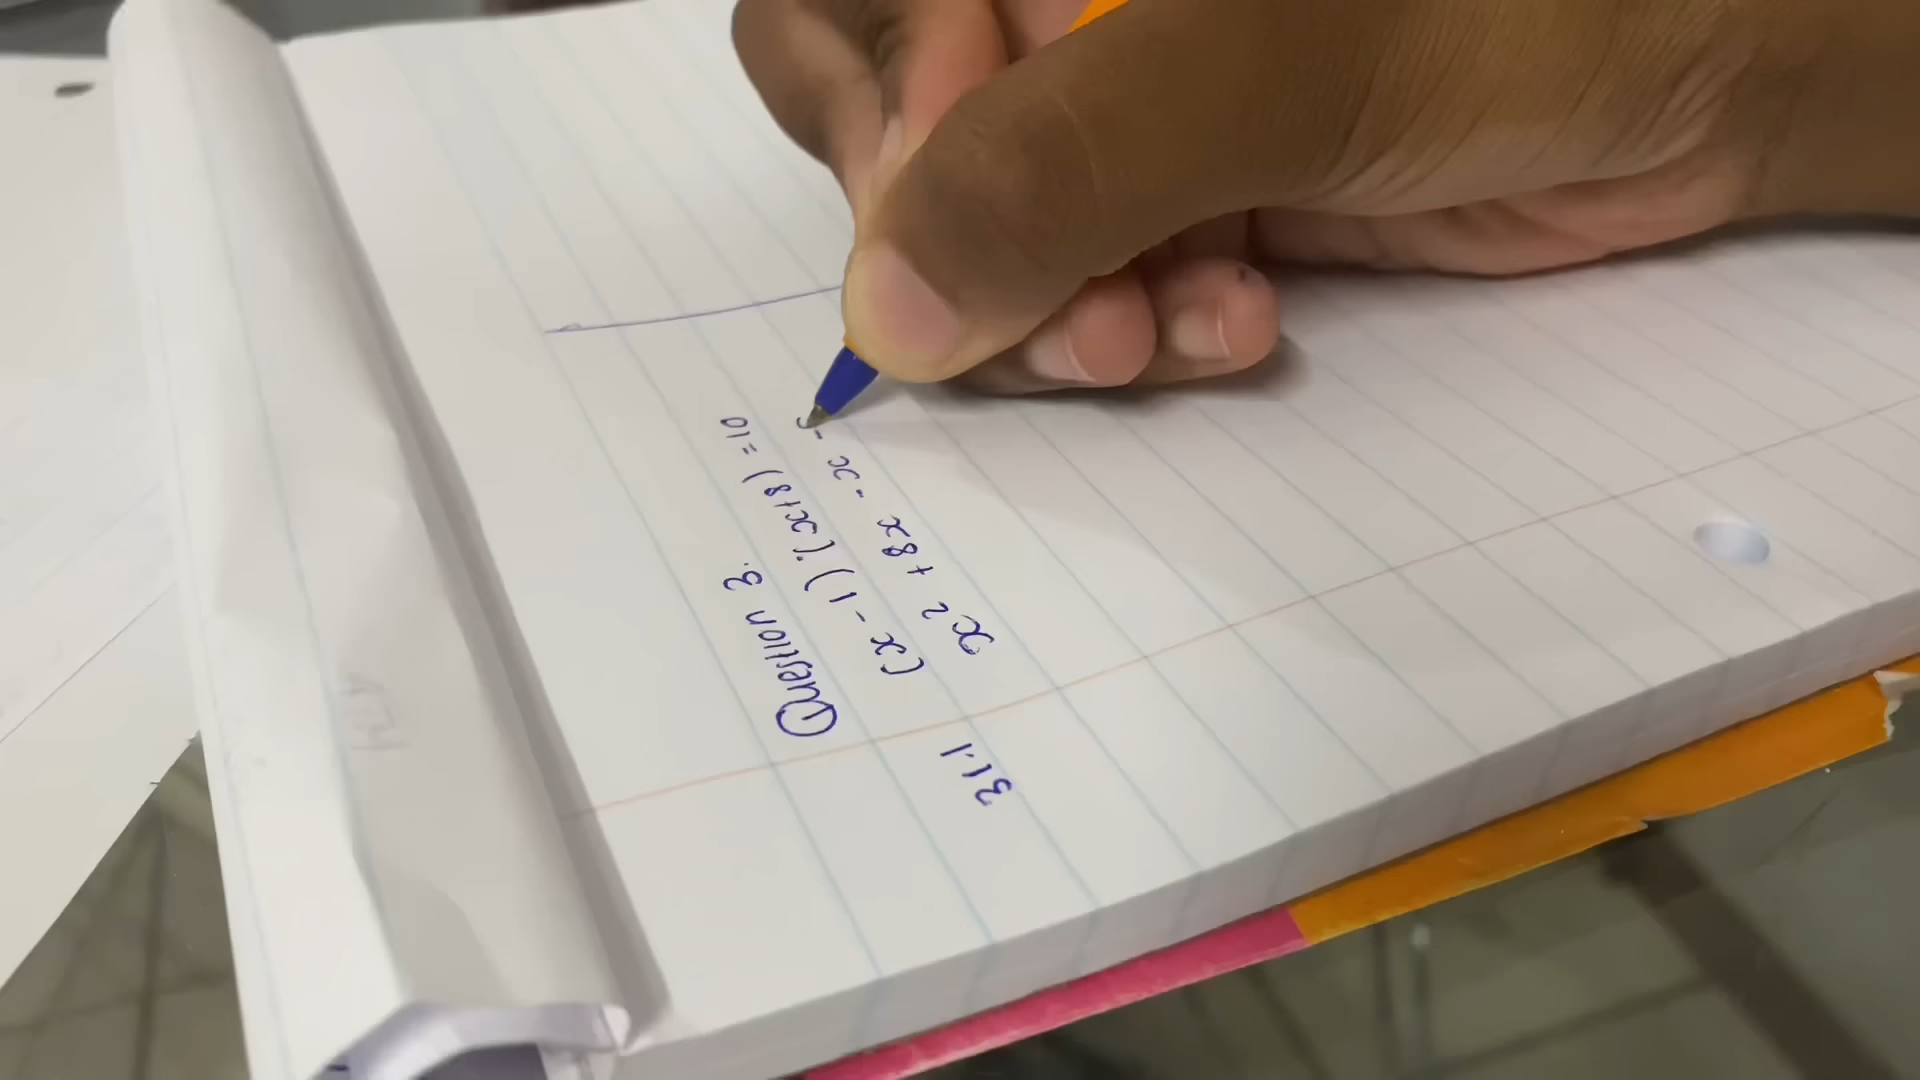 Question 3.
(x - 1) (x+8) = 10
31.1 x² + 8x - x -